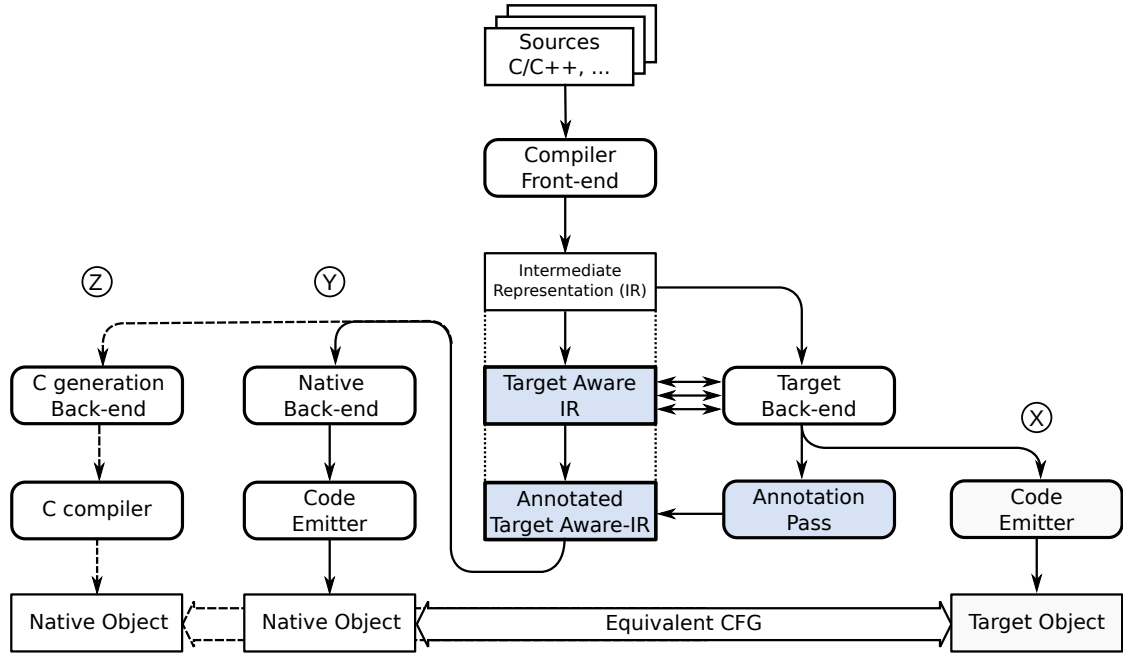 Sources
C/C++, ...
Compiler
Front-end
Intermediate
Representation (IR)
Z
Y
C generation
Back-end
Native
Back-end
Target Aware
IR
Target
Back-end
X
C compiler
Code
Emitter
Annotated
Target Aware-IR
Annotation
Pass
Code
Emitter
Native Object
Native Object
Equivalent CFG
Target Object